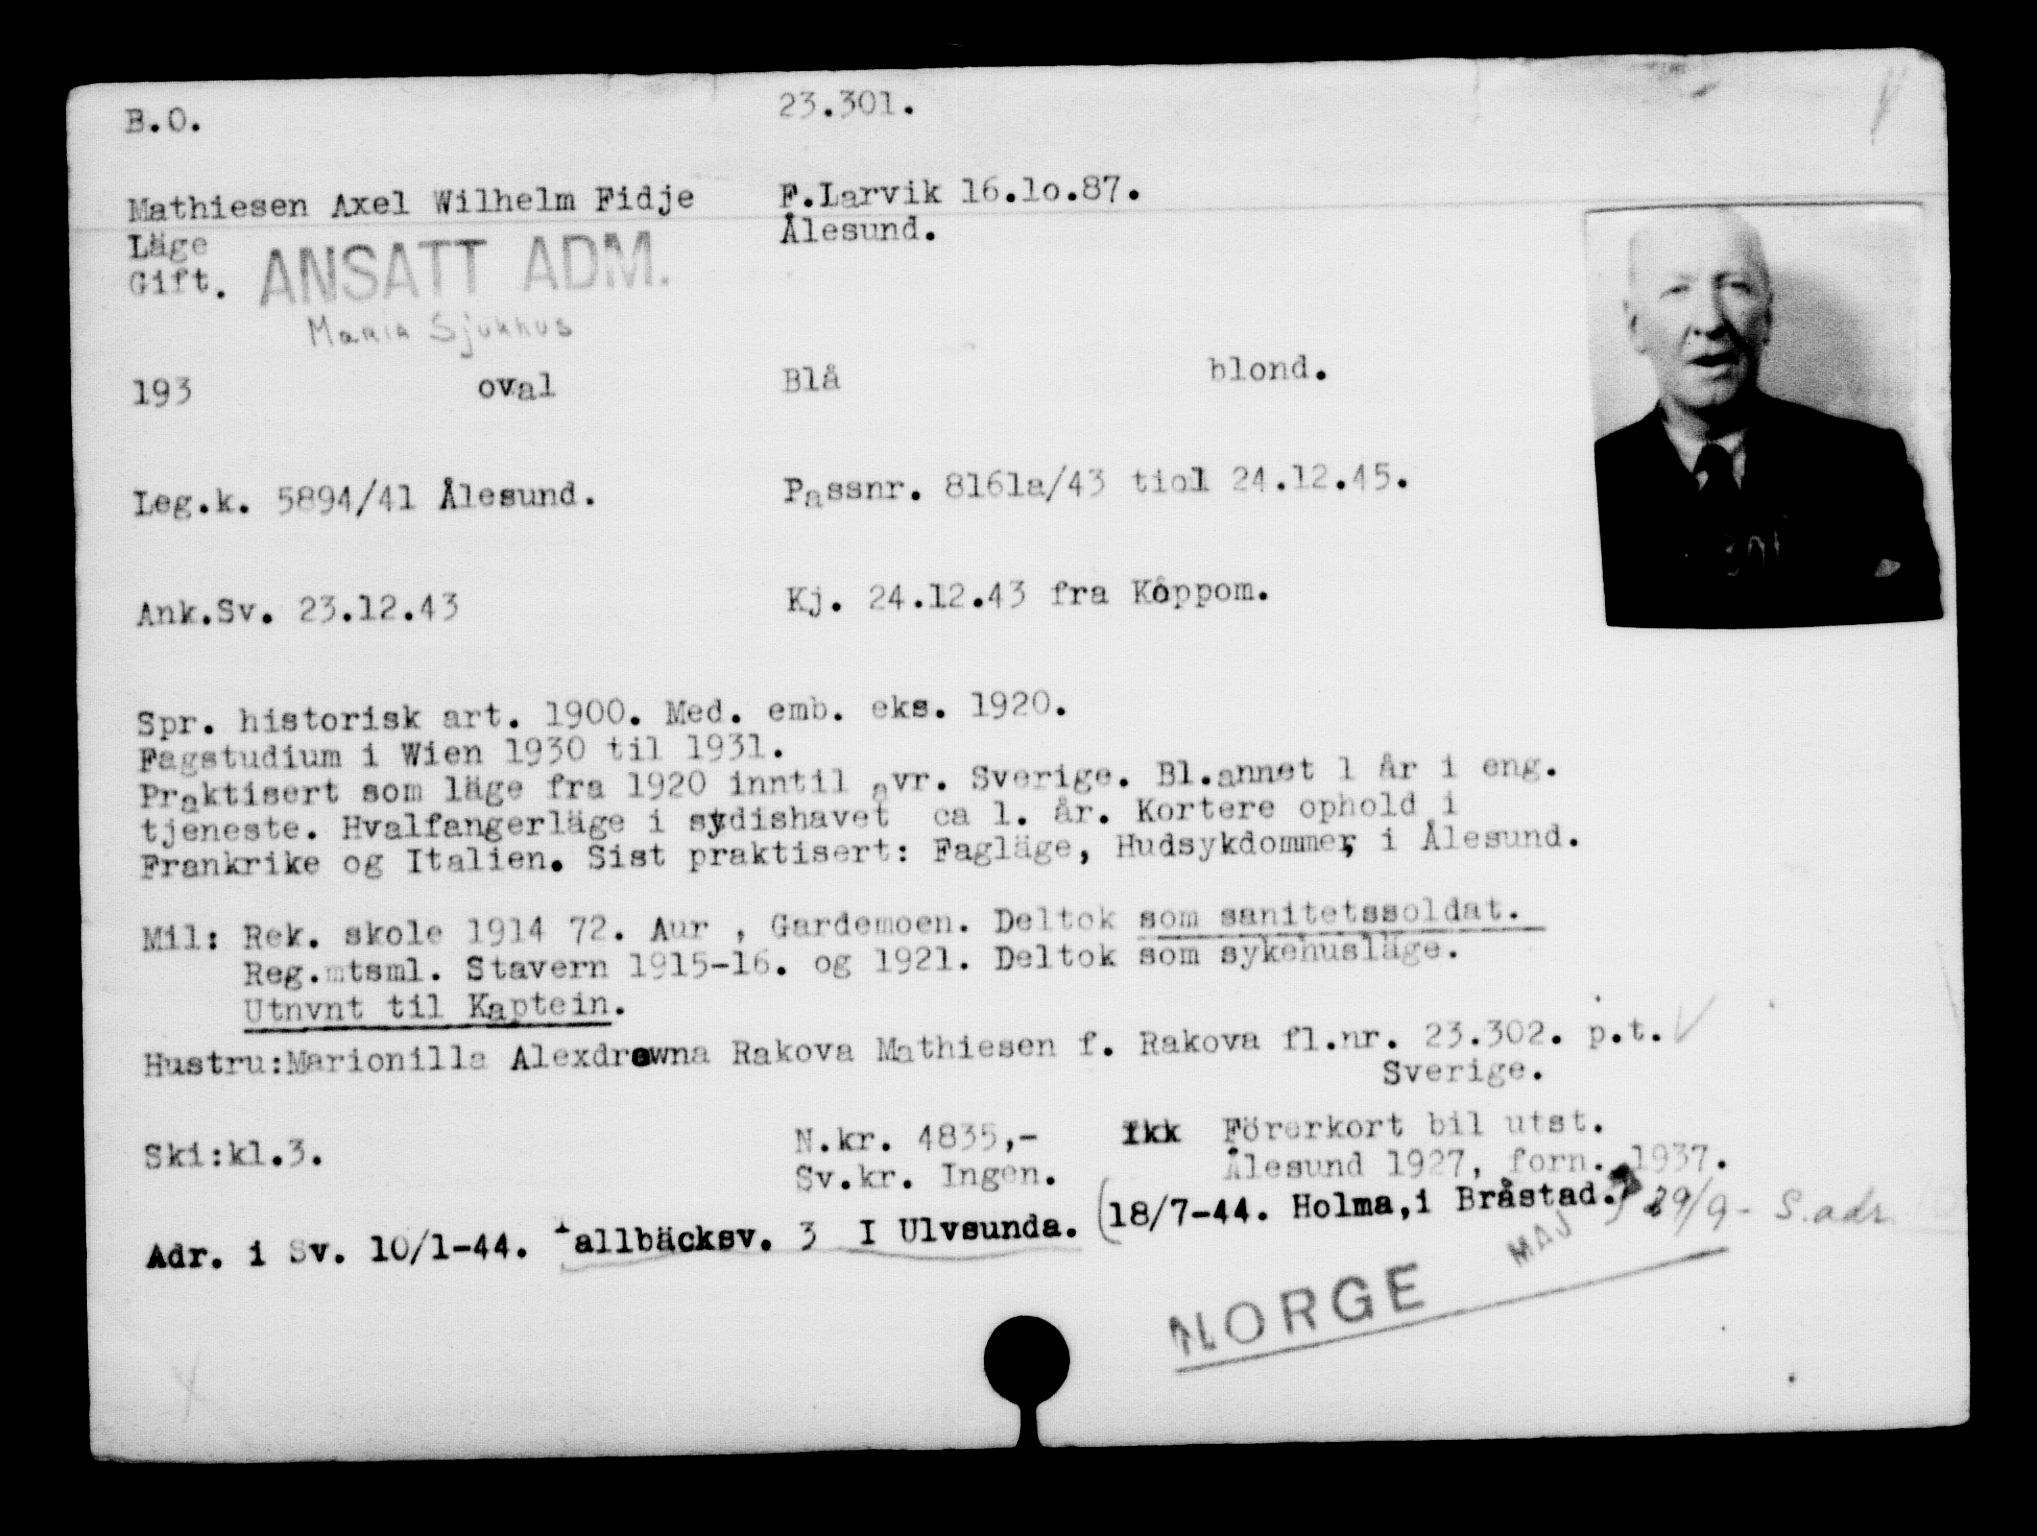 B.O. 23.301.
Mathiesen Axel Wilhelm Fidje F.Larvik 16.lo.87.
Läge Ålesund.
Gift. ANSATT ADM.
Maria Sjukhus
193 oval Blå blond.
Leg.k. 5894/41 Ålesund. Passnr. 8161a/43 tiol 24.12.45.
Ank.Sv. 23.12.43 Kj. 24.12.43 fra Kôppom.
Spr. historisk art. 1900. Med. emb. eks. 1920.
Fagstudium i Wien 1930 til 1931.
Praktisert som läge fra 1920 inntil avr. Sverige. Bl.annet 1 år i eng.
tjeneste. Hvalfangerläge i sydishavet ca 1. år. Kortere ophold i
Frankrike og Italien. Sist praktisert: Fagläge, Hudsykdommer, i Ålesund.
Mil: Rek. skole 1914 72. Aur , Gardemoen. Deltok som sanitetssoldat.
Reg.mtsml. Stavern 1915-16. og 1921. Deltok som sykehusläge.
Utnvnt til Kaptein.
Hustru:Marionilla Alexdrowna Rakova Mathiesen f. Rakova fl.nr. 23.302. p.t.
Sverige.
Ski:kl.3. N.kr. 4835,- Ikk Förerkort bil utst.
Sv.kr. Ingen. Ålesund 1927, forn. 1937.
Adr. i Sv. 10/1-44. Tallbäcksv. 3 I Ulvsunda. (18/7-44. Holma,i Bråstad.) 29/9- S.adr.
NORGE MAJ